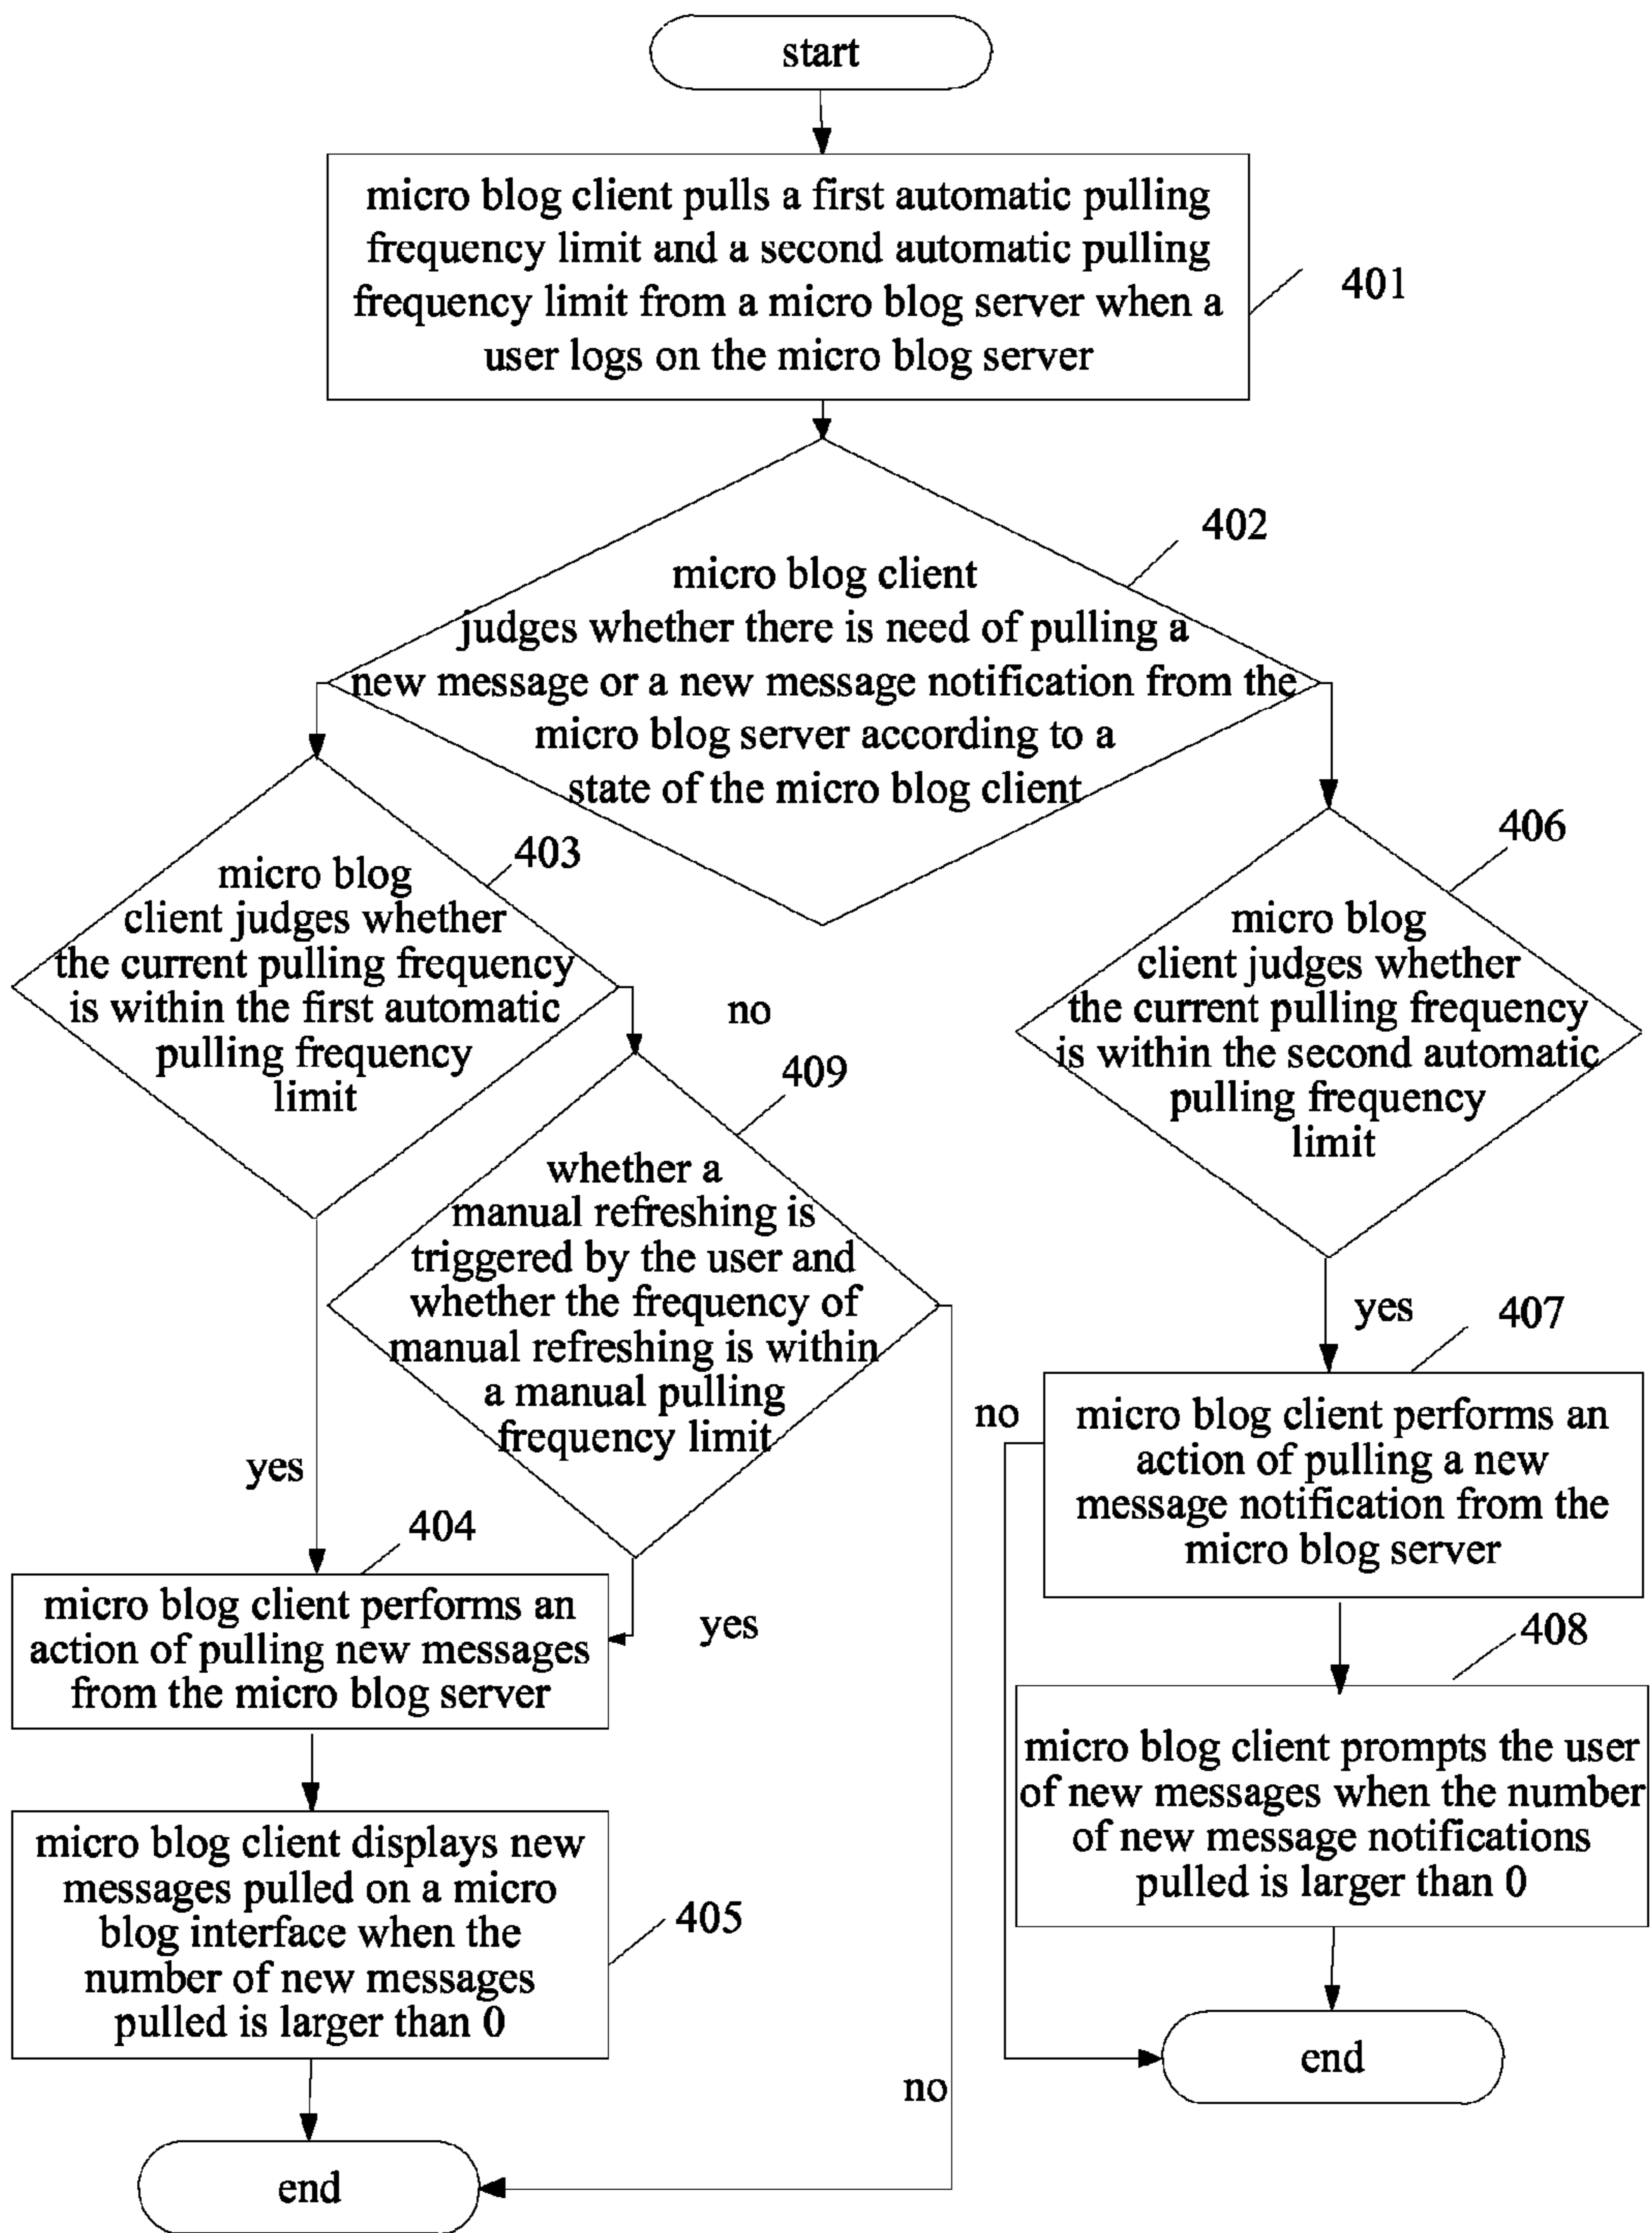 start
micro blog client pulls a first automatic pulling
frequency limit and a second automatic pulling
frequency limit from a micro blog server when a
user logs on the micro blog server
401
402
micro blog client
judges whether there is need of pulling a
new message or a new message notification from the
micro blog server according to a
state of the micro blog client
403
micro blog
client judges whether
the current pulling frequency
is within the first automatic
pulling frequency
limit
no
406
micro blog
client judges whether
the current pulling frequency
is within the second automatic
pulling frequency
limit
409
whether a
manual refreshing is
triggered by the user and
whether the frequency of
manual refreshing is within
a manual pulling
frequency limit
yes
yes
407
no
micro blog client performs an
action of pulling a new
message notification from the
micro blog server
404
micro blog client performs an
action of pulling new messages
from the micro blog server
yes
408
micro blog client prompts the user
of new messages when the number
of new message notifications
pulled is larger than 0
micro blog client displays new
messages pulled on a micro
blog interface when the
number of new messages
pulled is larger than 0
405
no
end
end